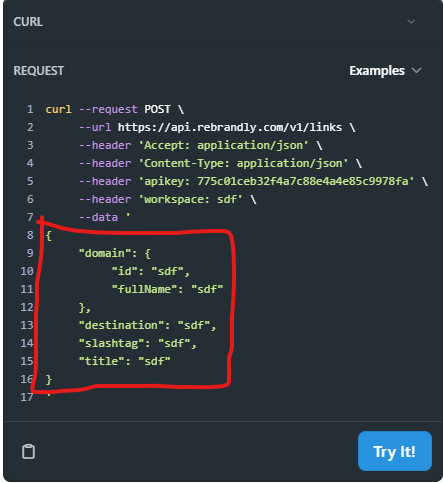 CURL
REQUEST Examples
1 curl --request POST \
2 --url https://api.rebrandly.com/v1/links \
3 --header 'Accept: application/json' \
4 --header 'Content-Type: application/json' \
5 --header 'apikey: 775c01ceb32f4a7c88e4a4e85c9978fa' \
6 --header 'workspace: sdf' \
7 --data '
8 {
9 "domain": {
10 "id": "sdf",
11 "fullName": "sdf"
12 },
13 "destination": "sdf",
14 "slashtag": "sdf",
15 "title": "sdf"
16 }
17 '
Try It!